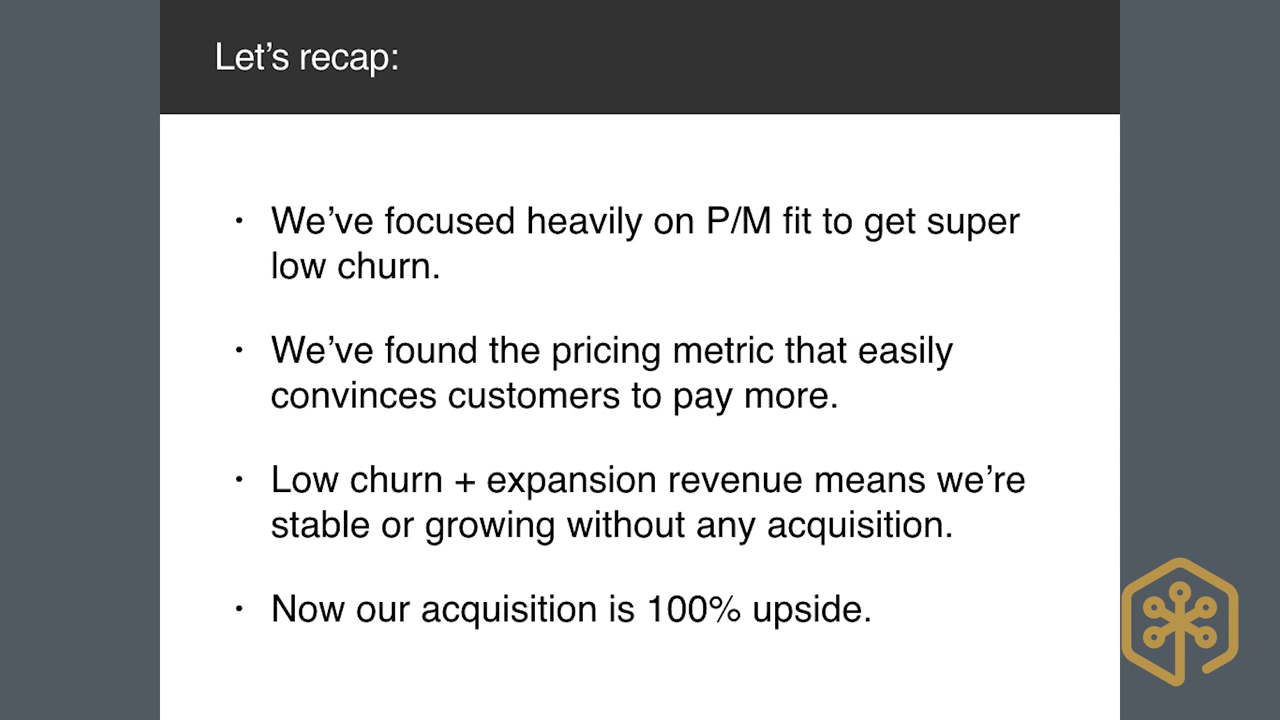 Let’s recap:
• We’ve focused heavily on P/M fit to get super
low churn.
• We’ve found the pricing metric that easily
convinces customers to pay more.
• Low churn + expansion revenue means we’re
stable or growing without any acquisition.
• Now our acquisition is 100% upside.